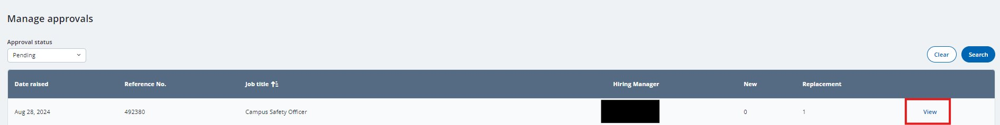 Manage approvals
Approval status
Pending
Clear Search
Date raised Reference No. Job title Hiring Manager New Replacement
Aug 28, 2024 492380 Campus Safety Officer 0 1 View